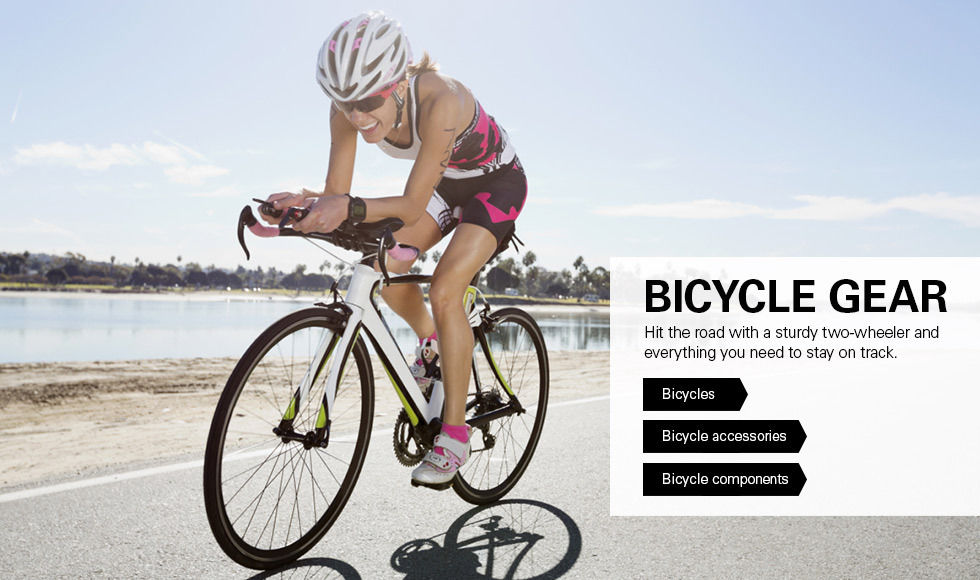 BICYCLE GEAR
Hit the road with a sturdy two-wheeler and
everything you need to stay on track.
Bicycles
Bicycle accessories
Bicycle components